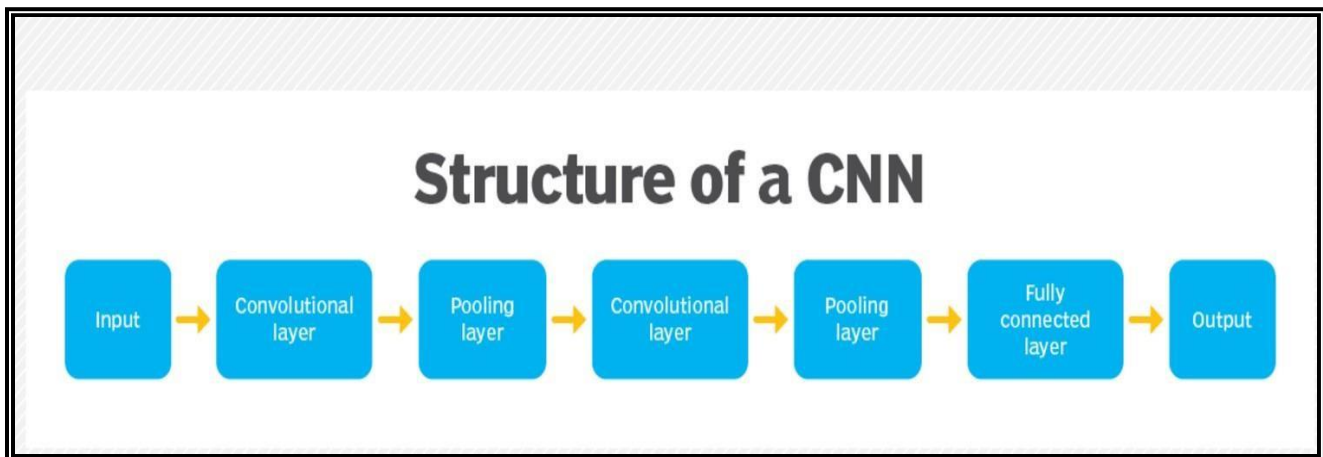 Structure of a CNN
Input
Convolutional
layer
Pooling
layer
Convolutional
layer
Pooling
layer
Fully
connected
layer
Output